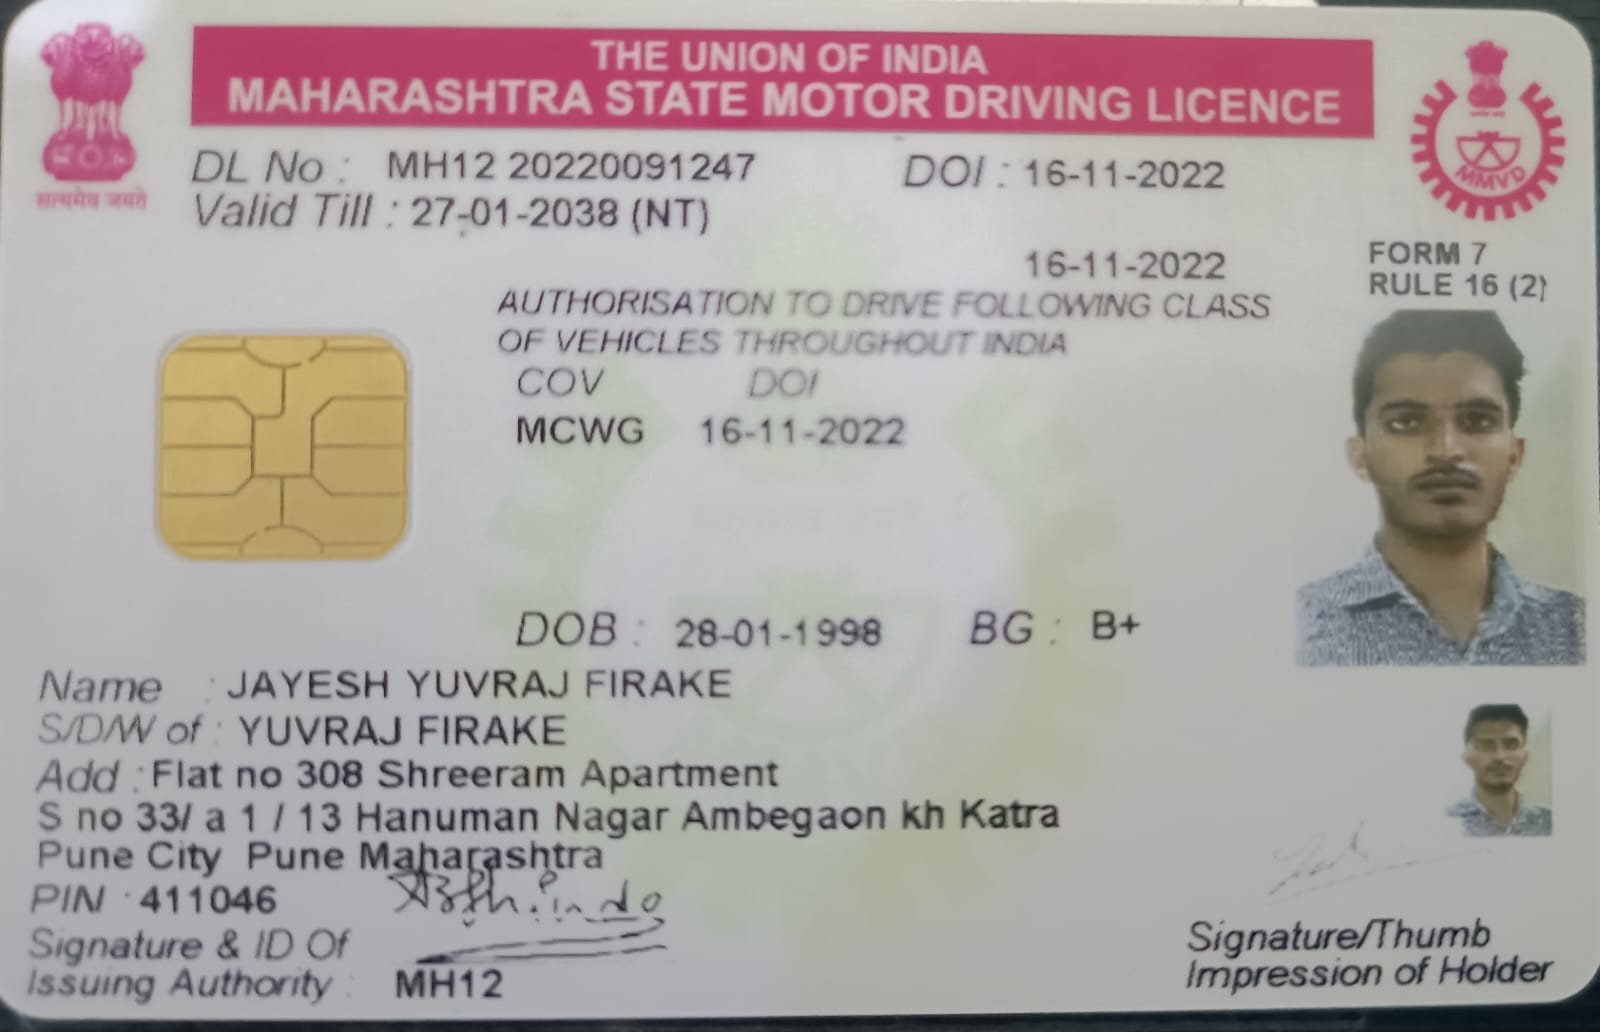 THE UNION OF INDIA
MAHARASHTRA STATE MOTOR DRIVING LICENCE
सत्यमेव जयते
MMVD
DL No : MH12 20220091247 DOI : 16-11-2022
Valid Till : 27-01-2038 (NT)
16-11-2022
FORM 7
RULE 16 (2)
AUTHORISATION TO DRIVE FOLLOWING CLASS
OF VEHICLES THROUGHOUT INDIA
COV DOI
MCWG 16-11-2022
DOB : 28-01-1998 BG : B+
Name : JAYESH YUVRAJ FIRAKE
S/D/W of : YUVRAJ FIRAKE
Add : Flat no 308 Shreeram Apartment
S no 33/ a 1 / 13 Hanuman Nagar Ambegaon kh Katra
Pune City Pune Maharashtra
PIN : 411046
Signature & ID Of
Issuing Authority : MH12
Signature/Thumb
Impression of Holder